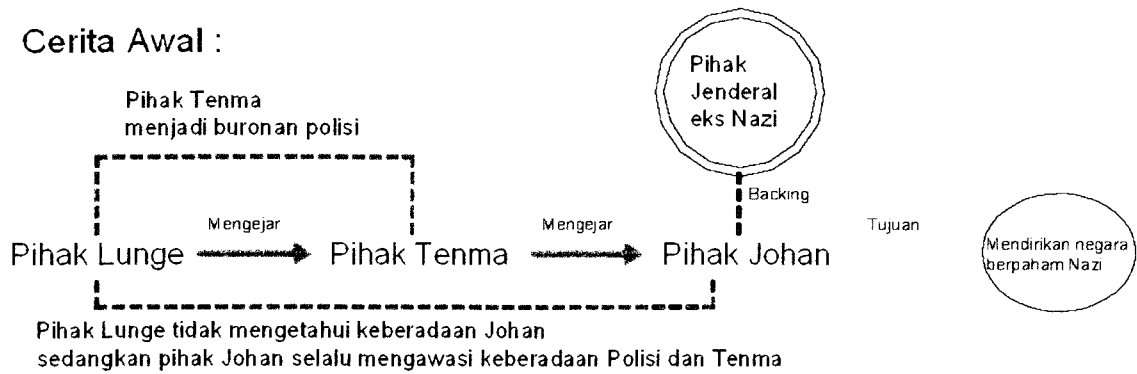 Cerita Awal :
Pihak
Jenderal
eks Nazi
Pihak Tenma
menjadi buronan polisi
Backing
Mengejar
Mengejar
Tujuan
Pihak Lunge
Pihak Tenma
Pihak Johan
Mendirikan negara
berpaham Nazi
Pihak Lunge tidak mengetahui keberadaan Johan
sedangkan pihak Johan selalu mengawasi keberadaan Polisi dan Tenma